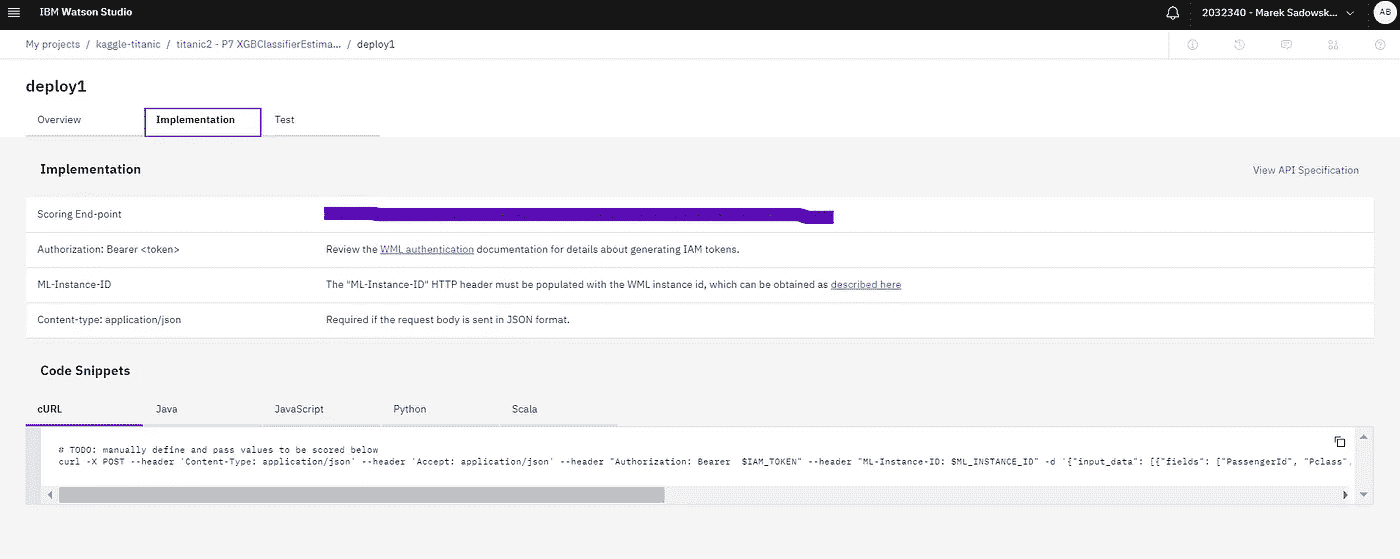 IBM Watson Studio
2032340 - Marek Sadowsk...
AB
My projects / kaggle-titanic / titanic2 - P7 XGBClassifierEstima... / deploy1
deploy1
Overview
Implementation
Test
Implementation
View API Specification
Scoring End-point
Authorization: Bearer <token>
Review the WML authentication documentation for details about generating IAM tokens.
ML-Instance-ID
The "ML-Instance-ID" HTTP header must be populated with the WML instance id, which can be obtained as described here
Content-type: application/json
Required if the request body is sent in JSON format.
Code Snippets
cURL
Java
JavaScript
Python
Scala
# TODO: manually define and pass values to be scored below
curl -X POST --header 'Content-Type: application/json' --header 'Accept: application/json' --header "Authorization: Bearer  $IAM_TOKEN" --header "ML-Instance-ID: $ML_INSTANCE_ID" -d '{"input_data": [{"fields": ["PassengerId", "Pclass",